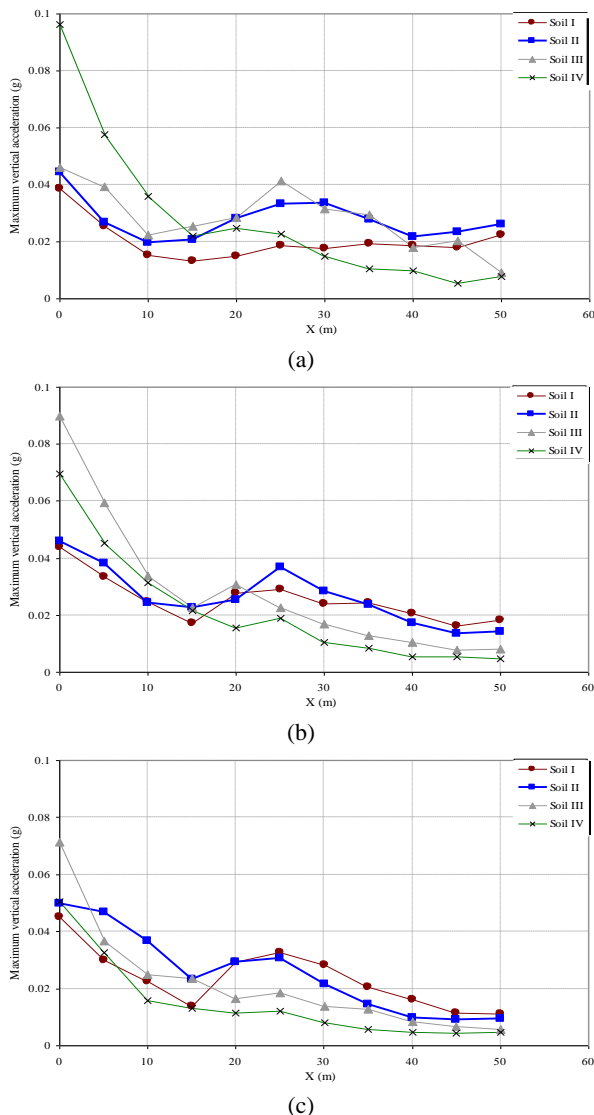 0.1
0.08
0.06
0.04
0.02
0
Maximum vertical acceleration (g)
0 10 20 30 40 50 60
X (m)
Soil I
Soil II
Soil III
Soil IV
(a)
0.1
0.08
0.06
0.04
0.02
0
Maximum vertical acceleration (g)
0 10 20 30 40 50 60
X (m)
Soil I
Soil II
Soil III
Soil IV
(b)
0.1
0.08
0.06
0.04
0.02
0
Maximum vertical acceleration (g)
0 10 20 30 40 50 60
X (m)
Soil I
Soil II
Soil III
Soil IV
(c)